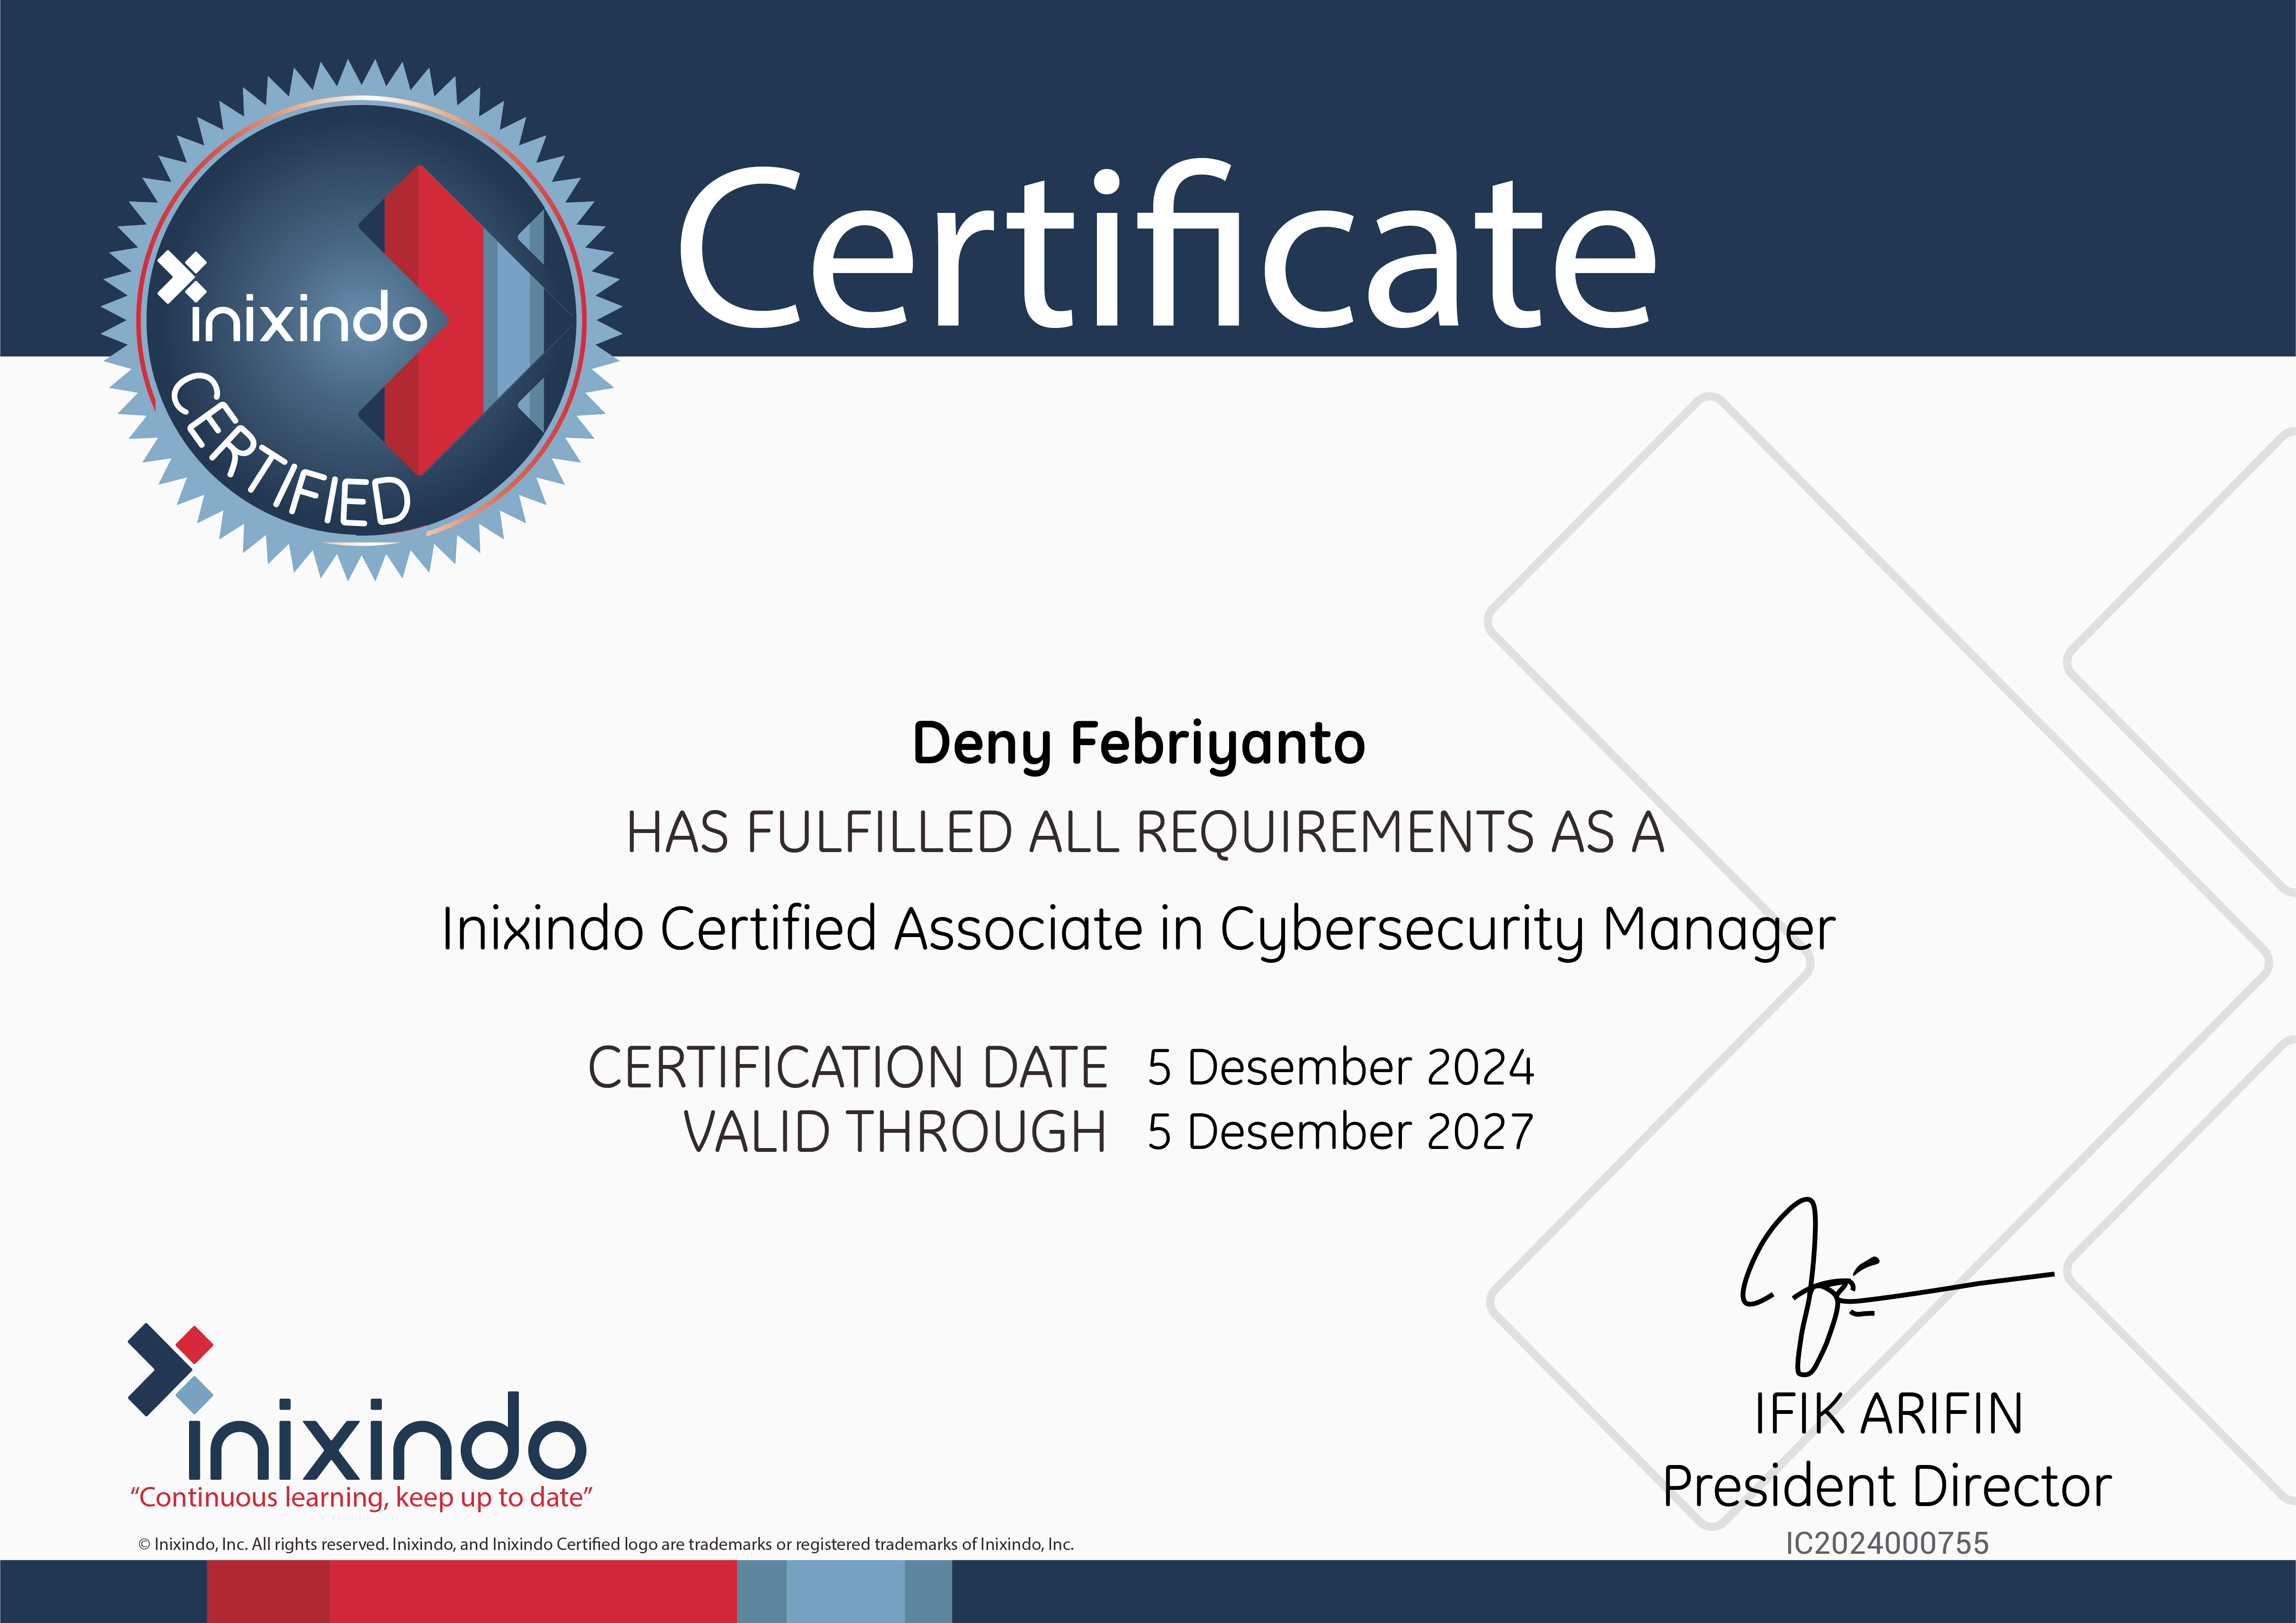 Certificate
inixindo
CERTIFIED
Deny Febriyanto
HAS FULFILLED ALL REQUIREMENTS AS A
Inixindo Certified Associate in Cybersecurity Manager
CERTIFICATION DATE 5 Desember 2024
VALID THROUGH 5 Desember 2027
IFIK ARIFIN
President Director
IC2024000755
inixindo
“Continuous learning, keep up to date”
© Inixindo, Inc. All rights reserved. Inixindo, and Inixindo Certified logo are trademarks or registered trademarks of Inixindo, Inc.